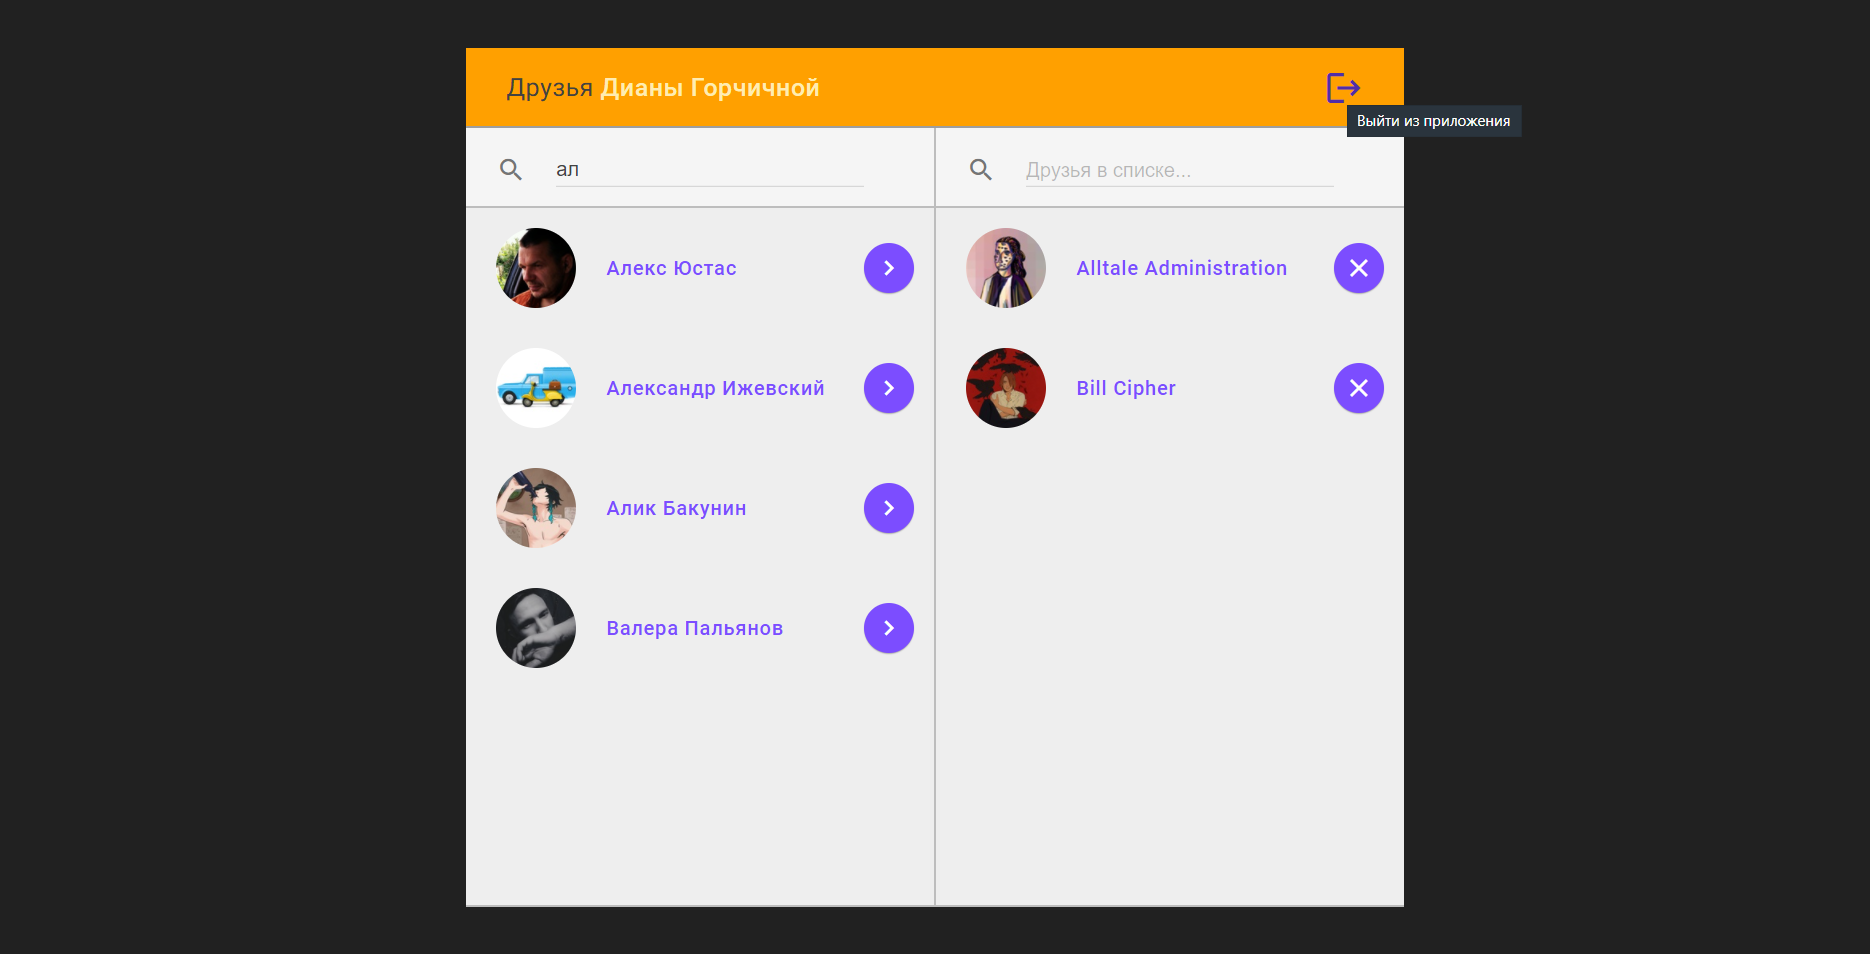 Друзья Дианы Горчичной
Выйти из приложения
ал
Друзья в списке...
Алекс Юстас
Александр Ижевский
Алик Бакунин
Валера Пальянов
Alltale Administration
Bill Cipher